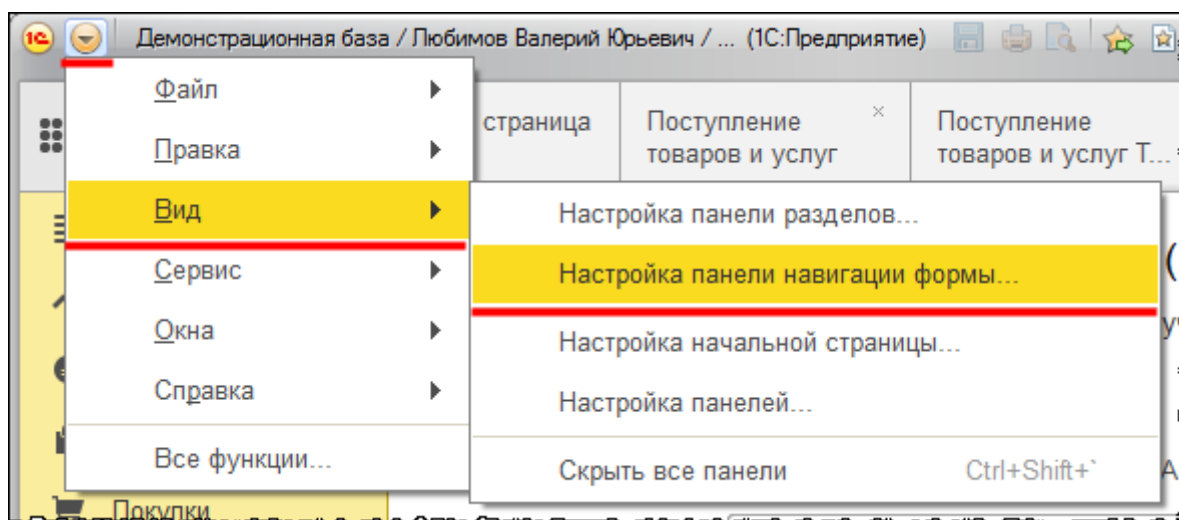 1С Демонстрационная база / Любимов Валерий Юрьевич / ... (1С:Предприятие)
Файл
Правка
Вид
Сервис
Окна
Справка
Все функции...
страница
Поступление
товаров и услуг
Поступление
товаров и услуг Т...
Настройка панели разделов...
Настройка панели навигации формы...
Настройка начальной страницы...
Настройка панелей...
Скрыть все панели Ctrl+Shift+`
Покупки